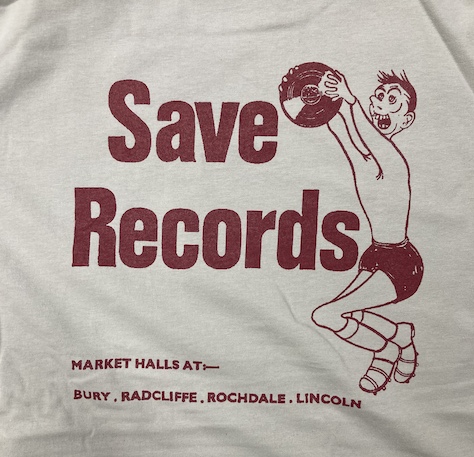 Save
Records
MARKET HALLS AT:—
BURY . RADCLIFFE . ROCHDALE . LINCOLN